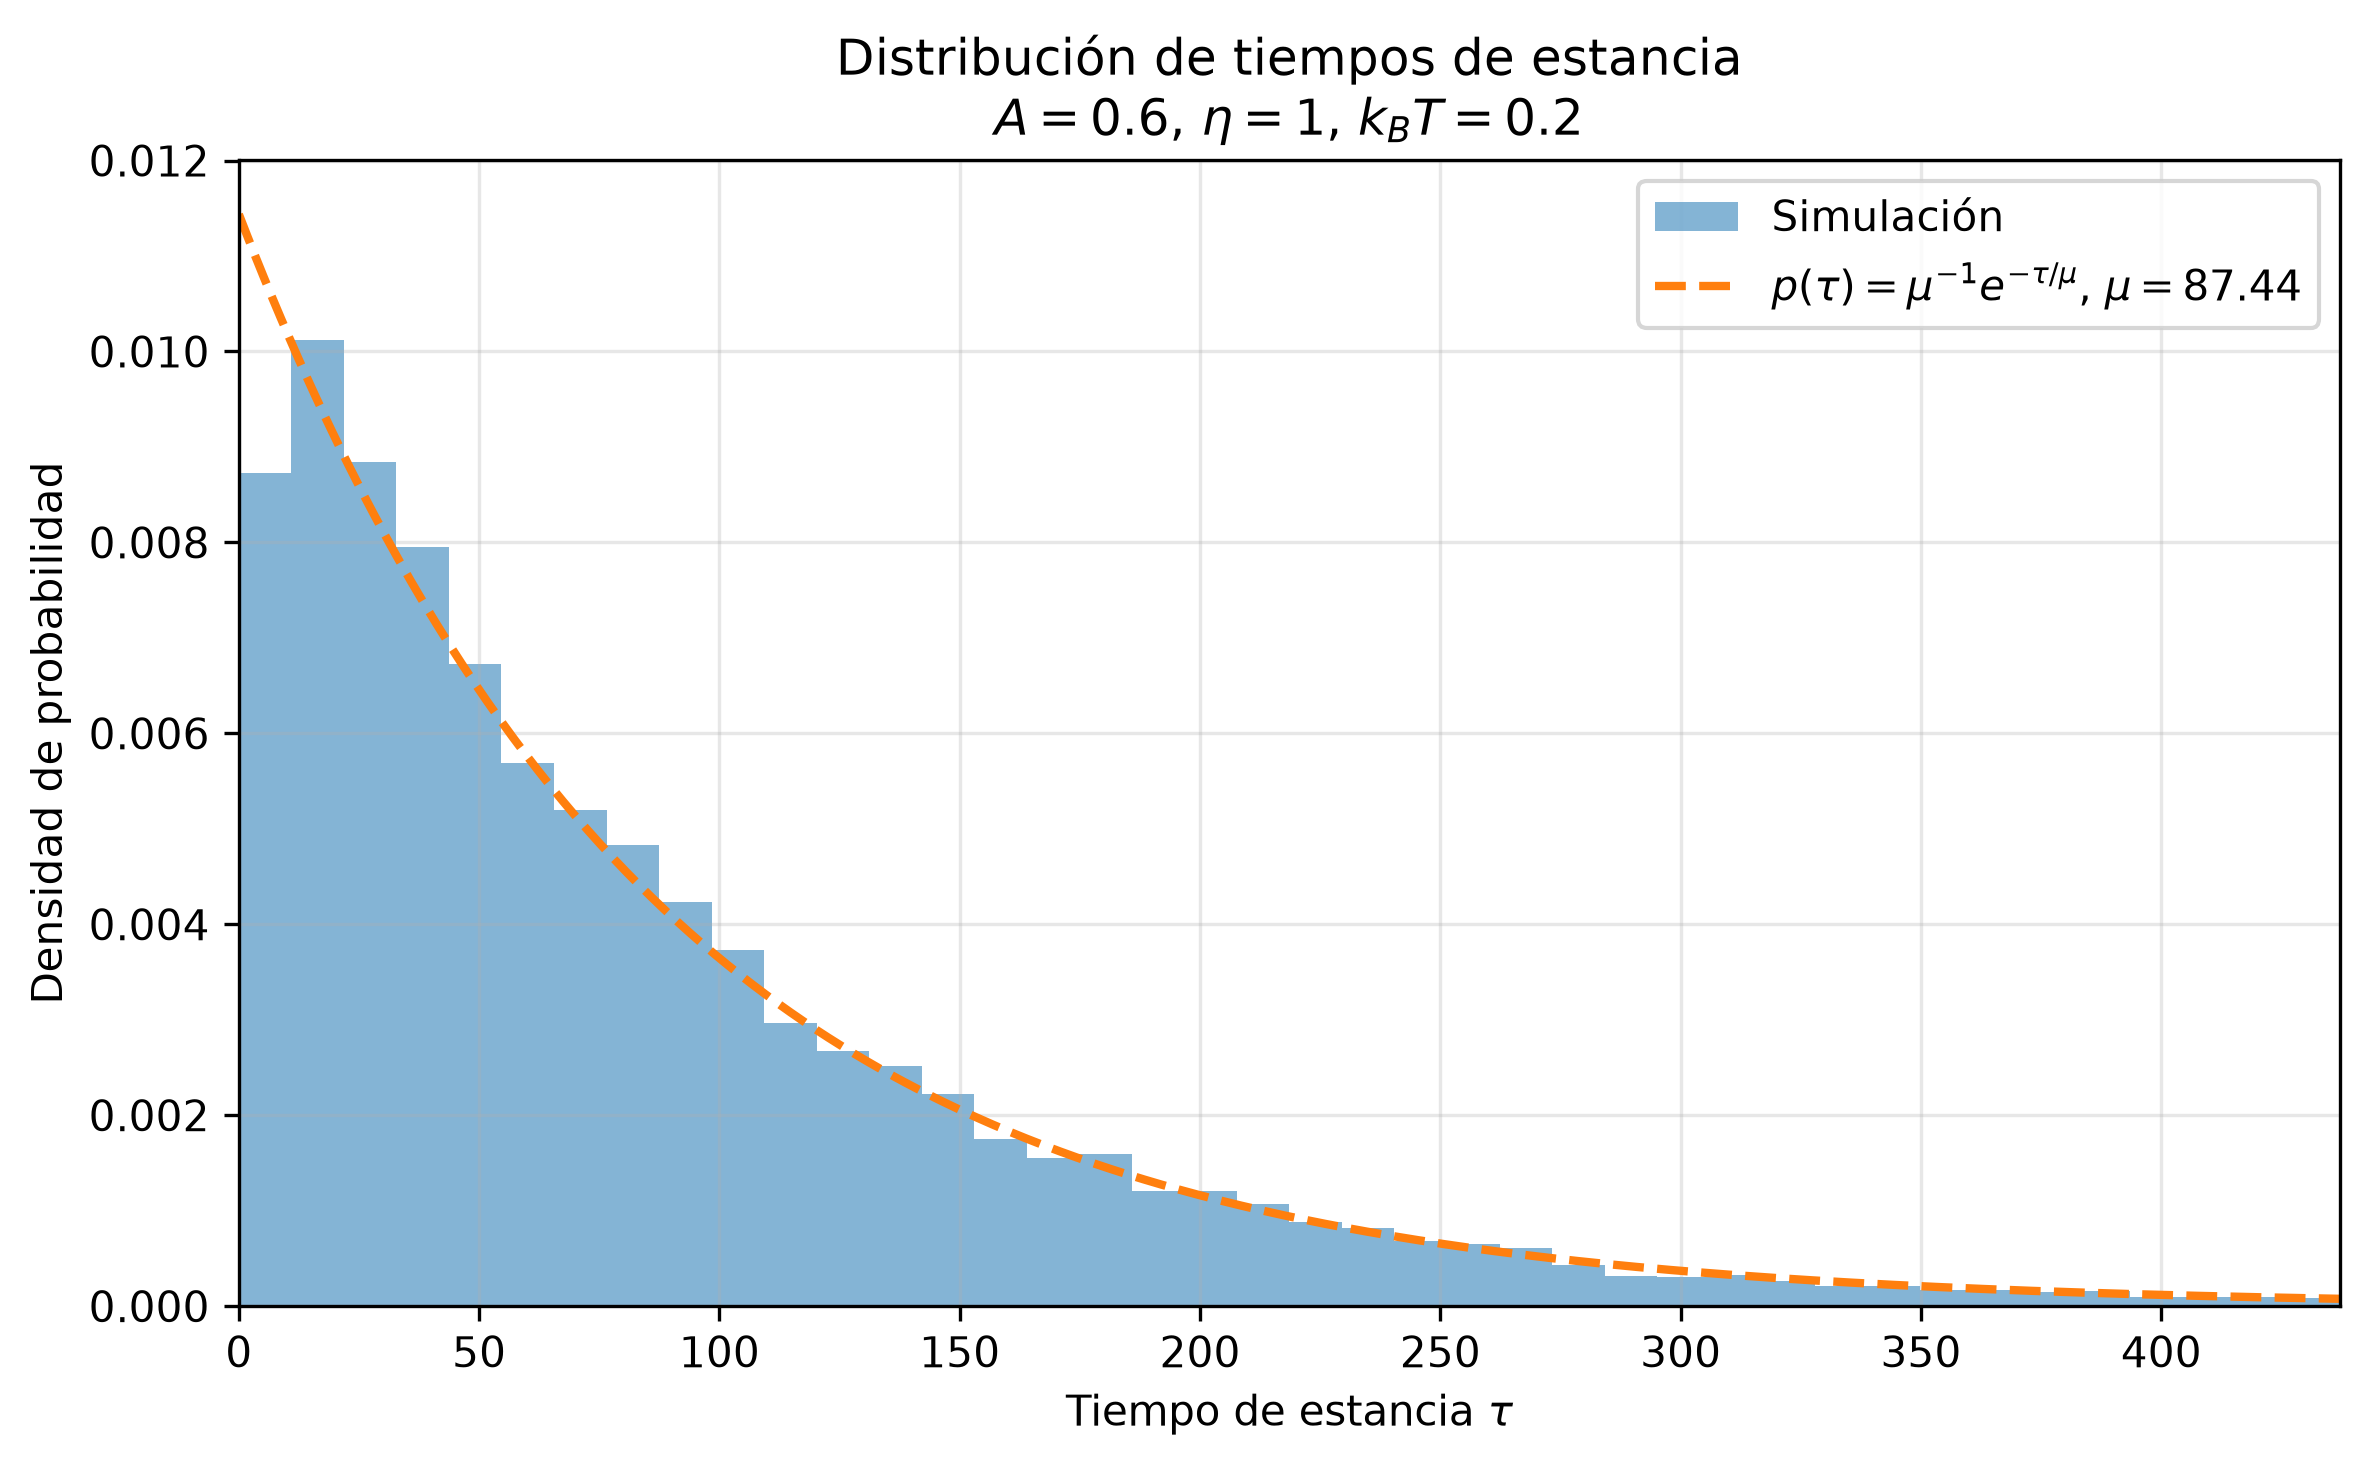 Distribución de tiempos de estancia
A = 0.6, η = 1, k_BT = 0.2
Simulación
p(τ) = μ⁻¹e^{−τ/μ}, μ = 87.44
Densidad de probabilidad
0.012
0.010
0.008
0.006
0.004
0.002
0.000
0 50 100 150 200 250 300 350 400
Tiempo de estancia τ